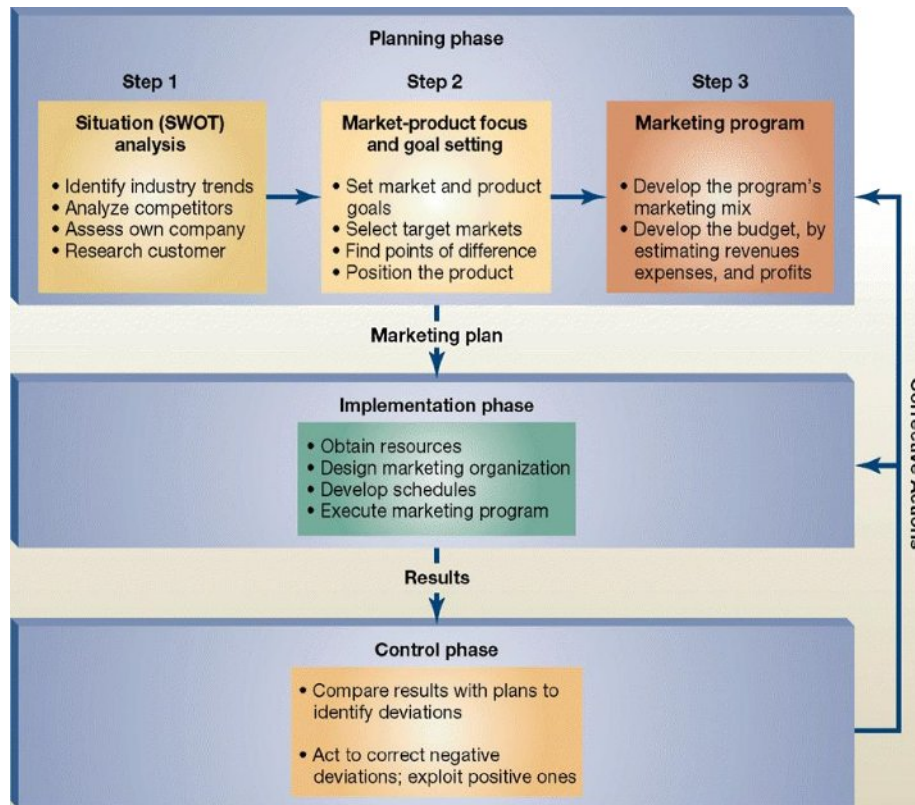 Planning phase
Step 1
Situation (SWOT)
analysis
• Identify industry trends
• Analyze competitors
• Assess own company
• Research customer
Step 2
Market-product focus
and goal setting
• Set market and product
goals
• Select target markets
• Find points of difference
• Position the product
Step 3
Marketing program
• Develop the program's
marketing mix
• Develop the budget, by
estimating revenues
expenses, and profits
Marketing plan
Implementation phase
• Obtain resources
• Design marketing organization
• Develop schedules
• Execute marketing program
Results
Control phase
• Compare results with plans to
identify deviations
• Act to correct negative
deviations; exploit positive ones
Corrective Actions